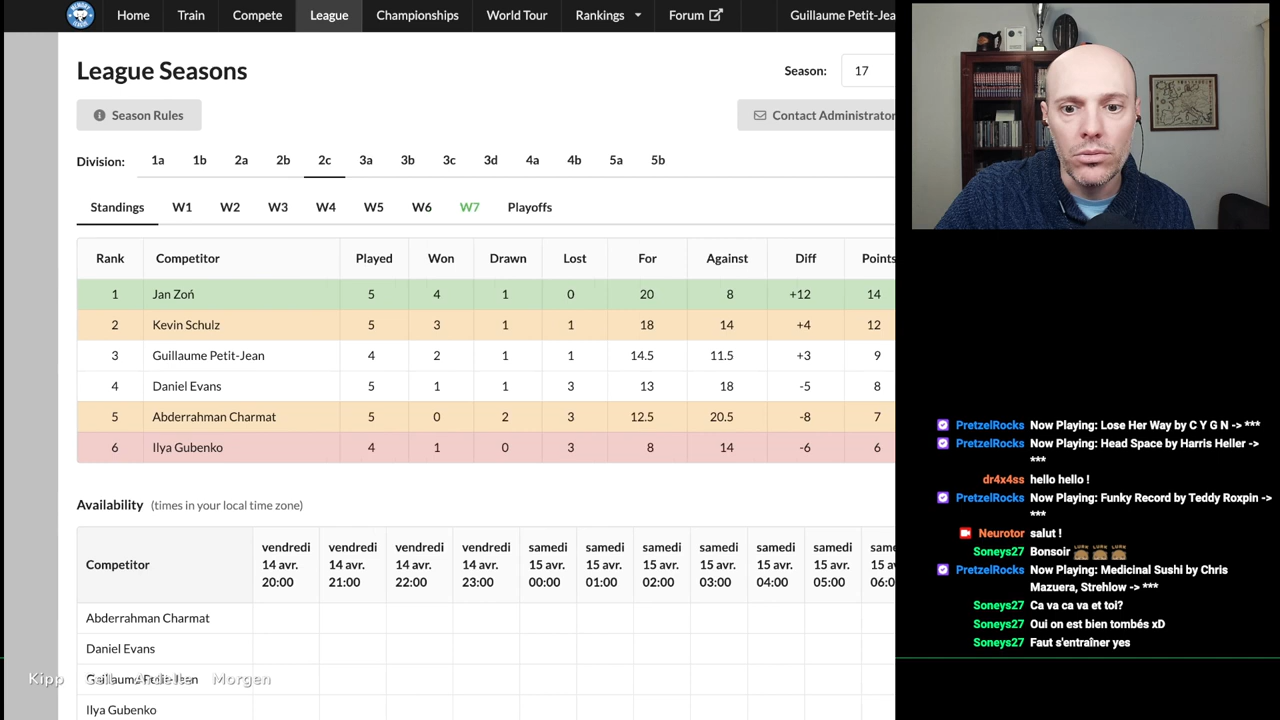 Home Train Compete League Championships World Tour Rankings Forum Guillaume Petit-Jea
League Seasons
Season: 17
Season Rules
Contact Administrator
Division: 1a 1b 2a 2b 2c 3a 3b 3c 3d 4a 4b 5a 5b
Standings W1 W2 W3 W4 W5 W6 W7 Playoffs
Rank Competitor Played Won Drawn Lost For Against Diff Points
1 Jan Zoń 5 4 1 0 20 8 +12 14
2 Kevin Schulz 5 3 1 1 18 14 +4 12
3 Guillaume Petit-Jean 4 2 1 1 14.5 11.5 +3 9
4 Daniel Evans 5 1 1 3 13 18 -5 8
5 Abderrahman Charmat 5 0 2 3 12.5 20.5 -8 7
6 Ilya Gubenko 4 1 0 3 8 14 -6 6
Availability (times in your local time zone)
Competitor
vendredi 14 avr. 20:00
vendredi 14 avr. 21:00
vendredi 14 avr. 22:00
vendredi 14 avr. 23:00
samedi 15 avr. 00:00
samedi 15 avr. 01:00
samedi 15 avr. 02:00
samedi 15 avr. 03:00
samedi 15 avr. 04:00
samedi 15 avr. 05:00
Abderrahman Charmat
Daniel Evans
Kipp Morgen
Ilya Gubenko
PretzelRocks Now Playing: Lose Her Way by C Y G N -> ***
PretzelRocks Now Playing: Head Space by Harris Heller ->
***
dr4x4ss hello hello !
PretzelRocks Now Playing: Funky Record by Teddy Roxpin ->
***
Neurotor salut !
Soneys27 Bonsoir
PretzelRocks Now Playing: Medicinal Sushi by Chris
Mazuera, Strehlow -> ***
Soneys27 Ca va ca va et toi?
Soneys27 Oui on est bien tombés xD
Soneys27 Faut s'entraîner yes